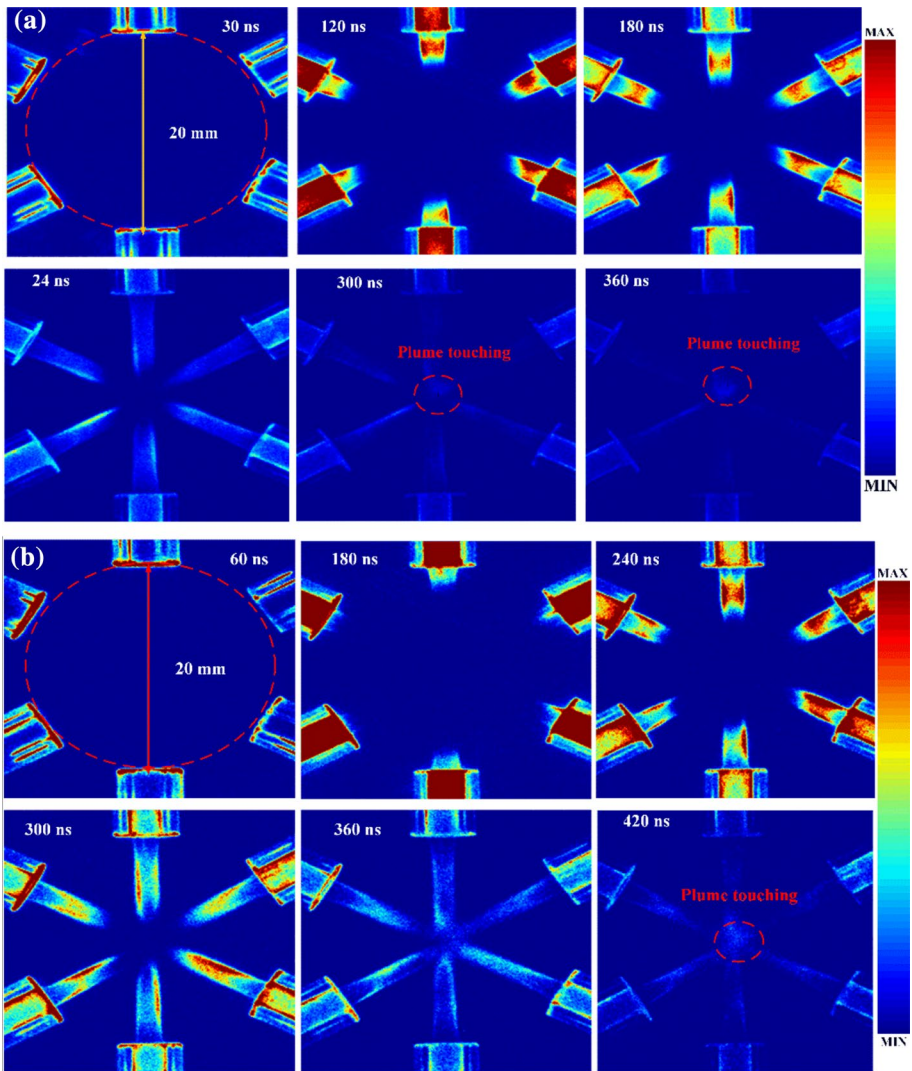 (a)
30 ns
120 ns
180 ns
MAX
20 mm
24 ns
300 ns
360 ns
Plume touching
Plume touching
MIN
(b)
60 ns
180 ns
240 ns
MAX
20 mm
300 ns
360 ns
420 ns
Plume touching
MIN